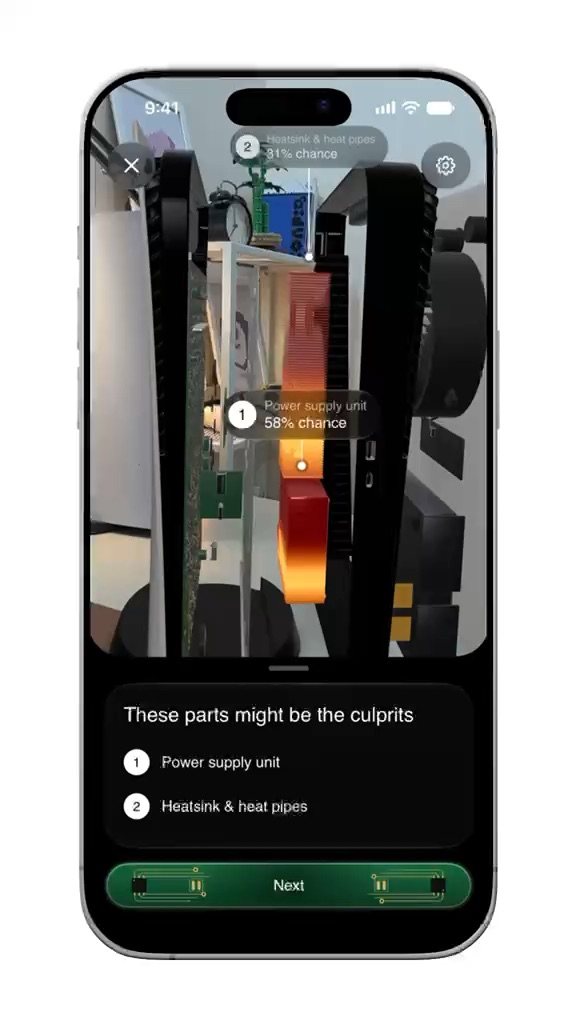 9:41
2
Heatsink & heat pipes
31% chance
1
Power supply unit
58% chance
These parts might be the culprits
1 Power supply unit
2 Heatsink & heat pipes
Next